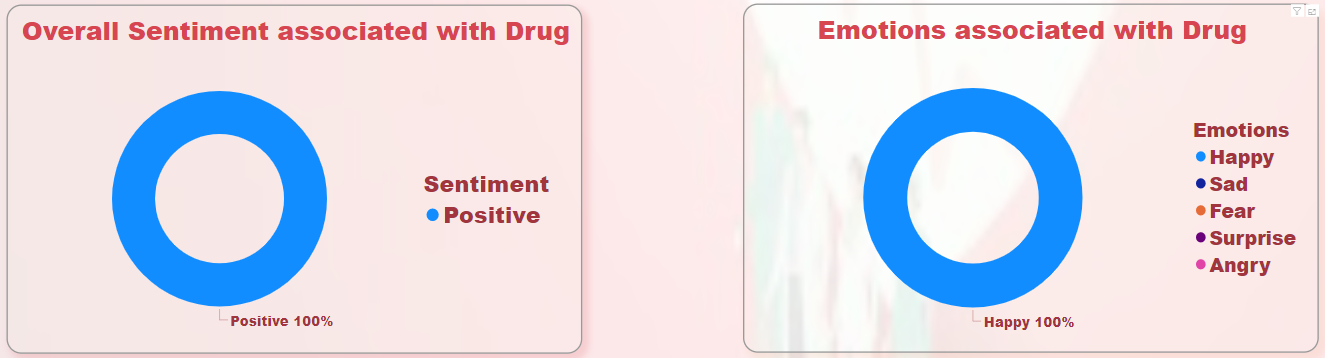 Overall Sentiment associated with Drug
Sentiment
Positive
Positive 100%
Emotions associated with Drug
Emotions
Happy
Sad
Fear
Surprise
Angry
Happy 100%